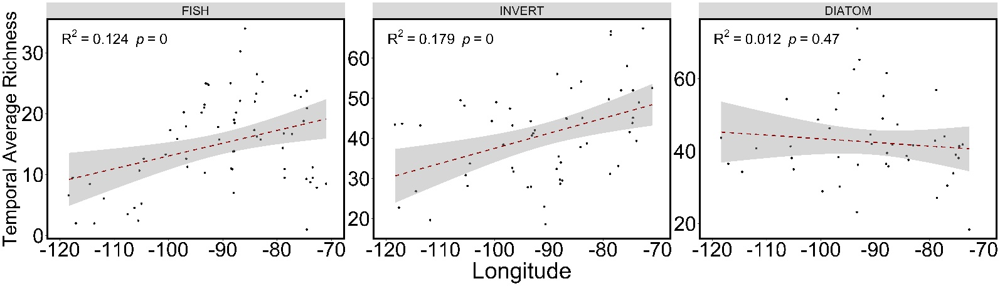 FISH INVERT DIATOM
R² = 0.124 p = 0
R² = 0.179 p = 0
R² = 0.012 p = 0.47
Temporal Average Richness
30
20
10
0
60
50
40
30
20
60
40
20
-120 -110 -100 -90 -80 -70
-120 -110 -100 -90 -80 -70
-120 -110 -100 -90 -80 -70
Longitude